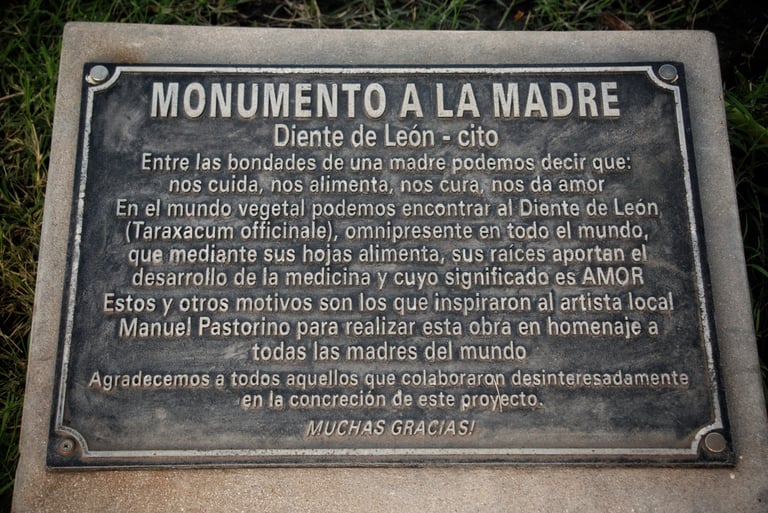 MONUMENTO A LA MADRE
Diente de León - cito
Entre las bondades de una madre podemos decir que:
nos cuida, nos alimenta, nos cura, nos da amor
En el mundo vegetal podemos encontrar al Diente de León,
(Taraxacum officinale), omnipresente en todo el mundo,
que mediante sus hojas alimenta, sus raíces aportan el
desarrollo de la medicina y cuyo significado es AMOR
Estos y otros motivos son los que inspiraron al artista local
Manuel Pastorino para realizar esta obra en homenaje a
todas las madres del mundo
Agradecemos a todos aquellos que colaboraron desinteresadamente
en la concreción de este proyecto.
MUCHAS GRACIAS!